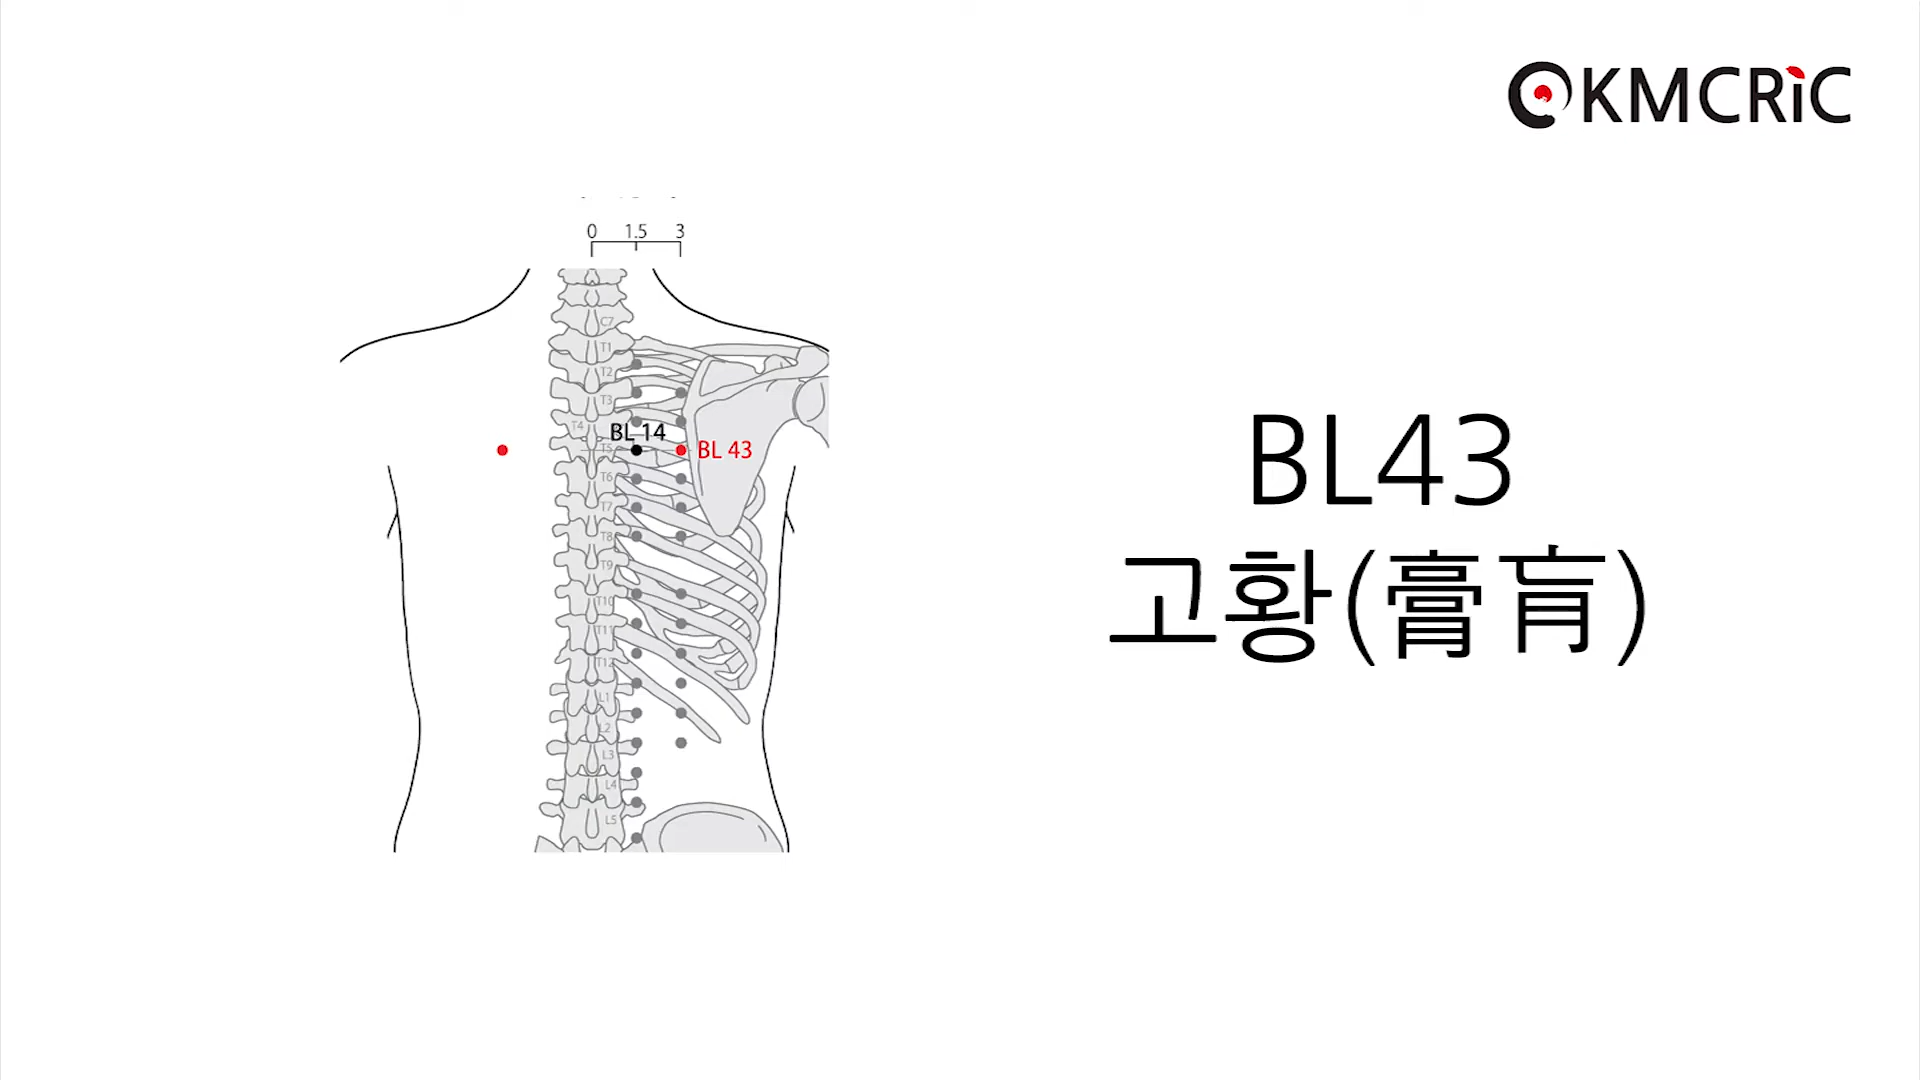 KMCRiC
0 1.5 3
C7
T1
T2
T3
T4
BL 14
T5
BL 43
T6
T7
T8
T9
T10
T11
T12
L1
L2
L3
L4
L5
BL43
고황(膏肓)